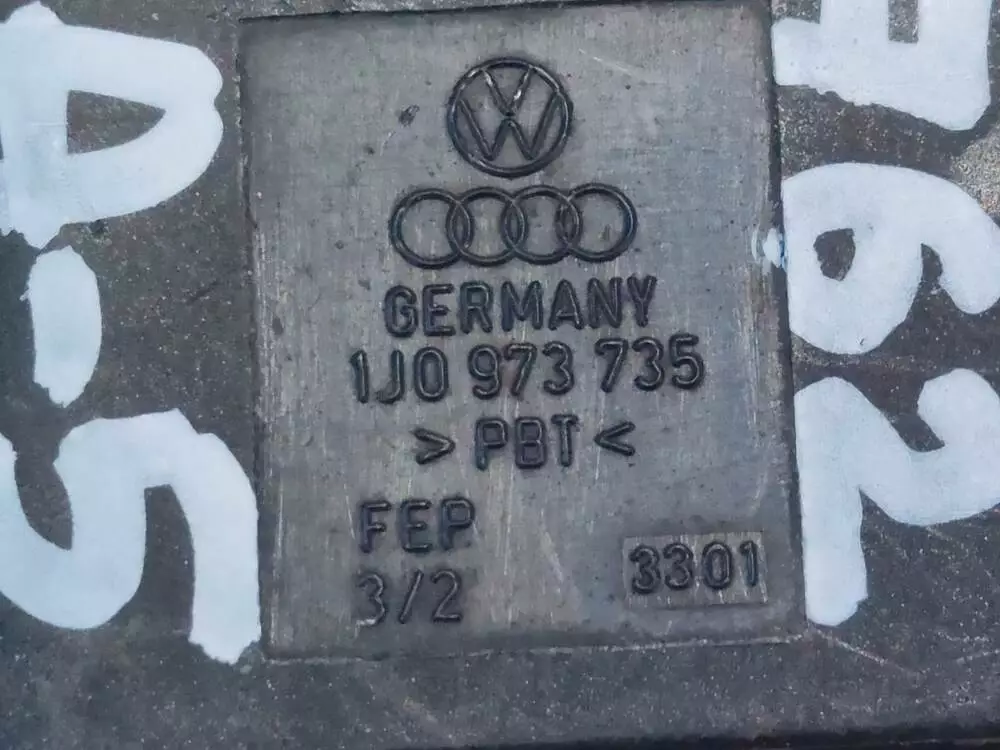 GERMANY
1J0 973 735
>PBT<
FEP
3/2
3301